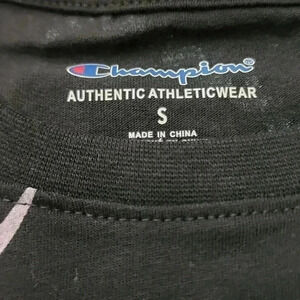 Champion
AUTHENTIC ATHLETICWEAR
S
MADE IN CHINA